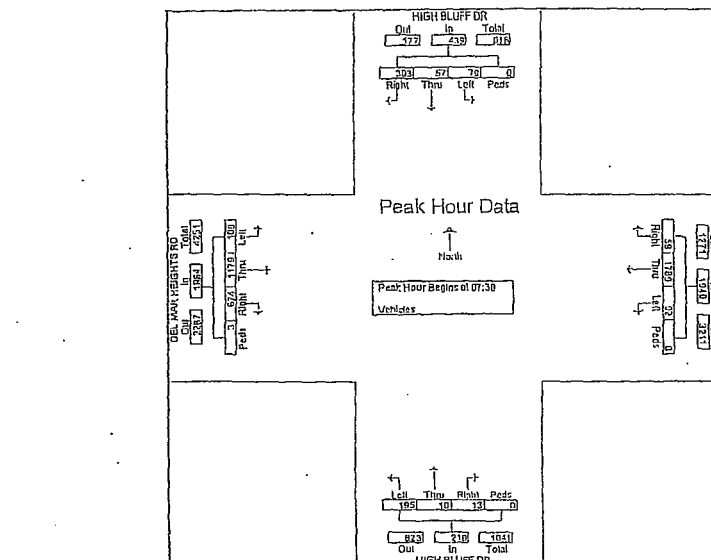 HIGH BLUFF DR
Out In Total
177 439 616
303 57 79 0
Right Thru Left Peds
Peak Hour Data
North
Peak Hour Begins at 07:30
Vehicles
DEL MAR HEIGHTS RD
Out In Total
2287 1964 4251
3 674 1179 108
Peds Right Thru Left
Right Thru Left Peds
59 1789 92 0
1271 1940 3211
Left Thru Right Peds
195 10 13 0
823 218 1041
Out In Total
HIGH BLUFF DR